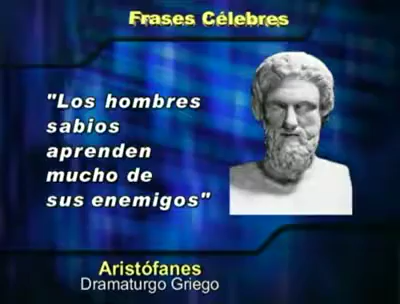 Frases Célebres
"Los hombres
sabios
aprenden
mucho de
sus enemigos"
Aristófanes
Dramaturgo Griego